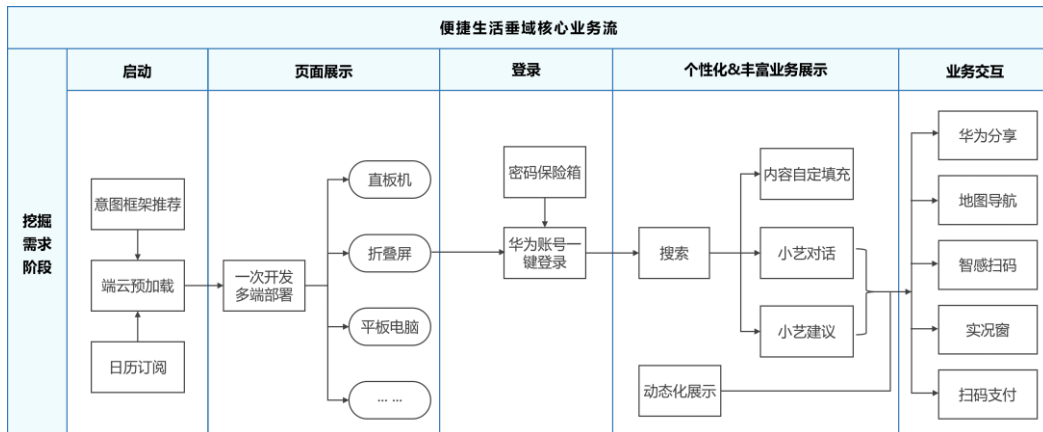 便捷生活垂域核心业务流
启动
页面展示
登录
个性化&丰富业务展示
业务交互
挖掘
需求
阶段
意图框架推荐
端云预加载
日历订阅
一次开发
多端部署
直板机
折叠屏
平板电脑
... ...
密码保险箱
华为账号一
键登录
搜索
内容自定填充
小艺对话
小艺建议
动态化展示
华为分享
地图导航
智感扫码
实况窗
扫码支付